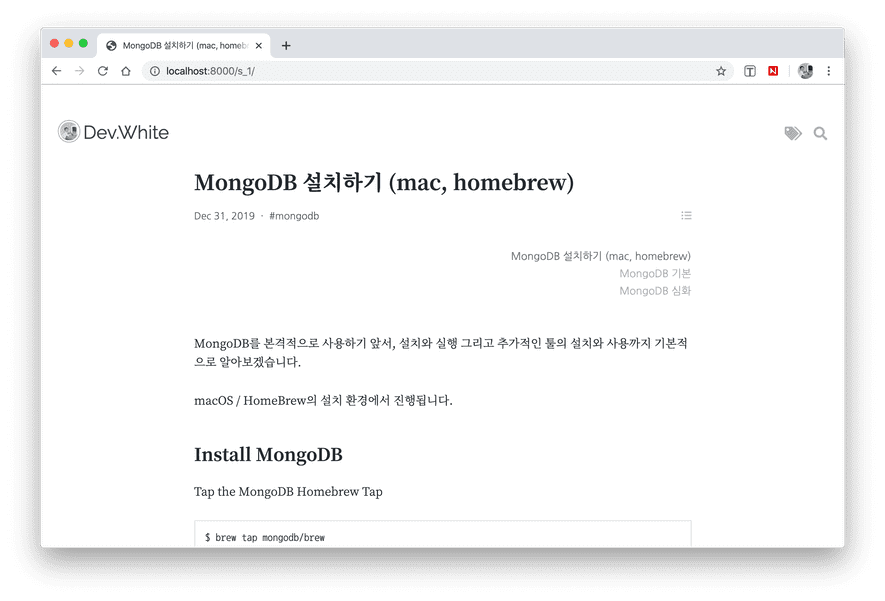 MongoDB 설치하기 (mac, homeb
localhost:8000/s_1/
Dev.White
MongoDB 설치하기 (mac, homebrew)
Dec 31, 2019 · #mongodb
MongoDB 설치하기 (mac, homebrew)
MongoDB 기본
MongoDB 심화
MongoDB를 본격적으로 사용하기 앞서, 설치와 실행 그리고 추가적인 툴의 설치와 사용까지 기본적
으로 알아보겠습니다.
macOS / HomeBrew의 설치 환경에서 진행됩니다.
Install MongoDB
Tap the MongoDB Homebrew Tap
$ brew tap mongodb/brew